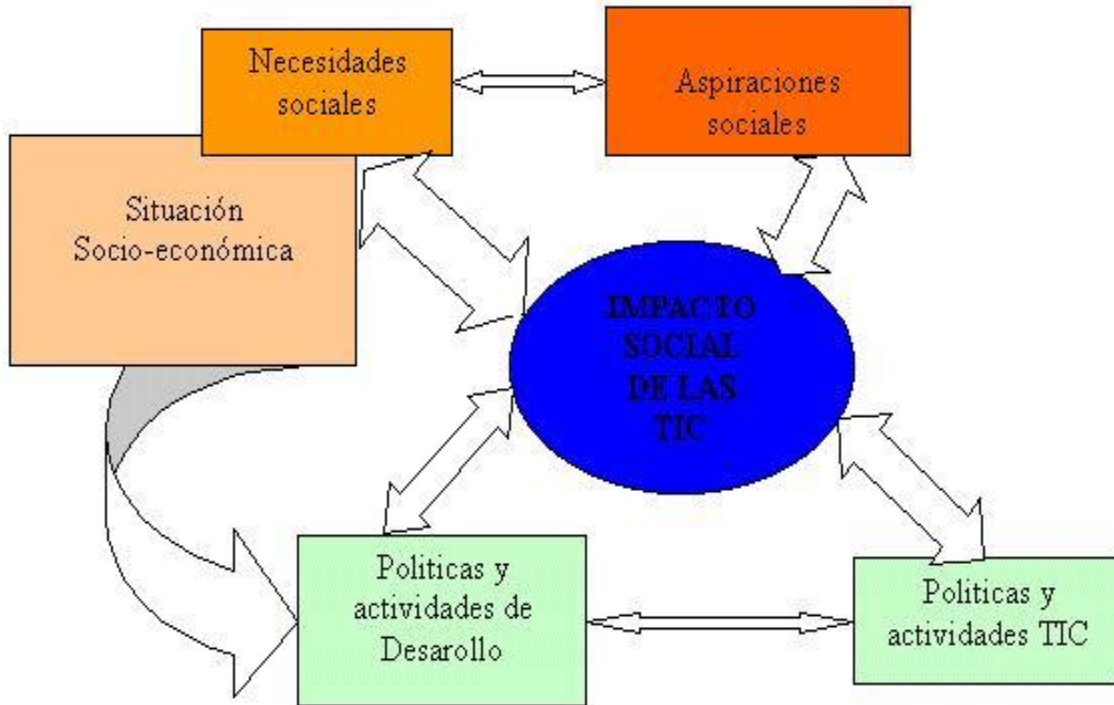 Necesidades
sociales
Aspiraciones
sociales
Situación
Socio-económica
IMPACTO
SOCIAL
DE LAS
TIC
Politicas y
actividades de
Desarollo
Politicas y
actividades TIC